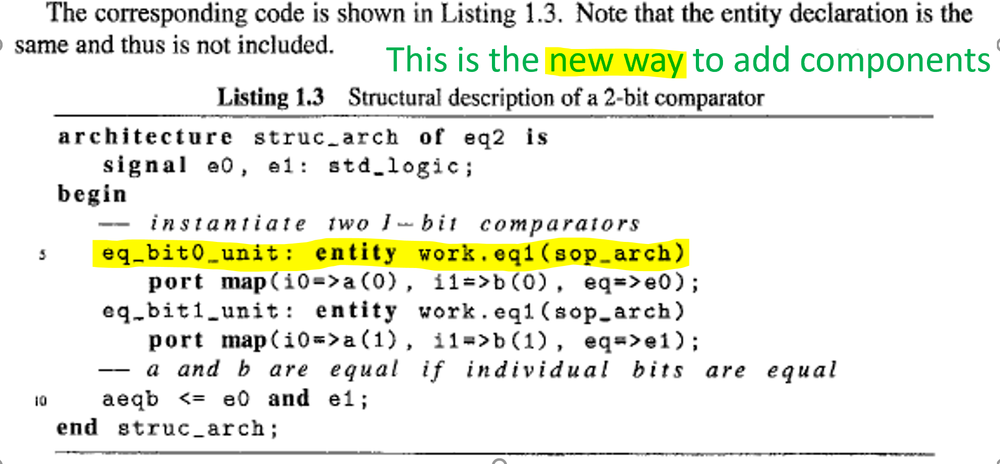 The corresponding code is shown in Listing 1.3. Note that the entity declaration is the
same and thus is not included.
This is the new way to add components
Listing 1.3 Structural description of a 2-bit comparator
architecture struc_arch of eq2 is
signal e0, e1: std_logic;
begin
-- instantiate two 1-bit comparators
5 eq_bit0_unit: entity work.eq1(sop_arch)
port map(i0=>a(0), i1=>b(0), eq=>e0);
eq_bit1_unit: entity work.eq1(sop_arch)
port map(i0=>a(1), i1=>b(1), eq=>e1);
-- a and b are equal if individual bits are equal
10 aeqb <= e0 and e1;
end struc_arch;